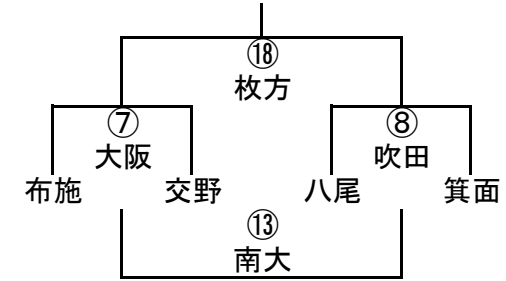 ⑱
枚方
⑦ ⑧
大阪 吹田
布施 交野 八尾 箕面
⑬
南大